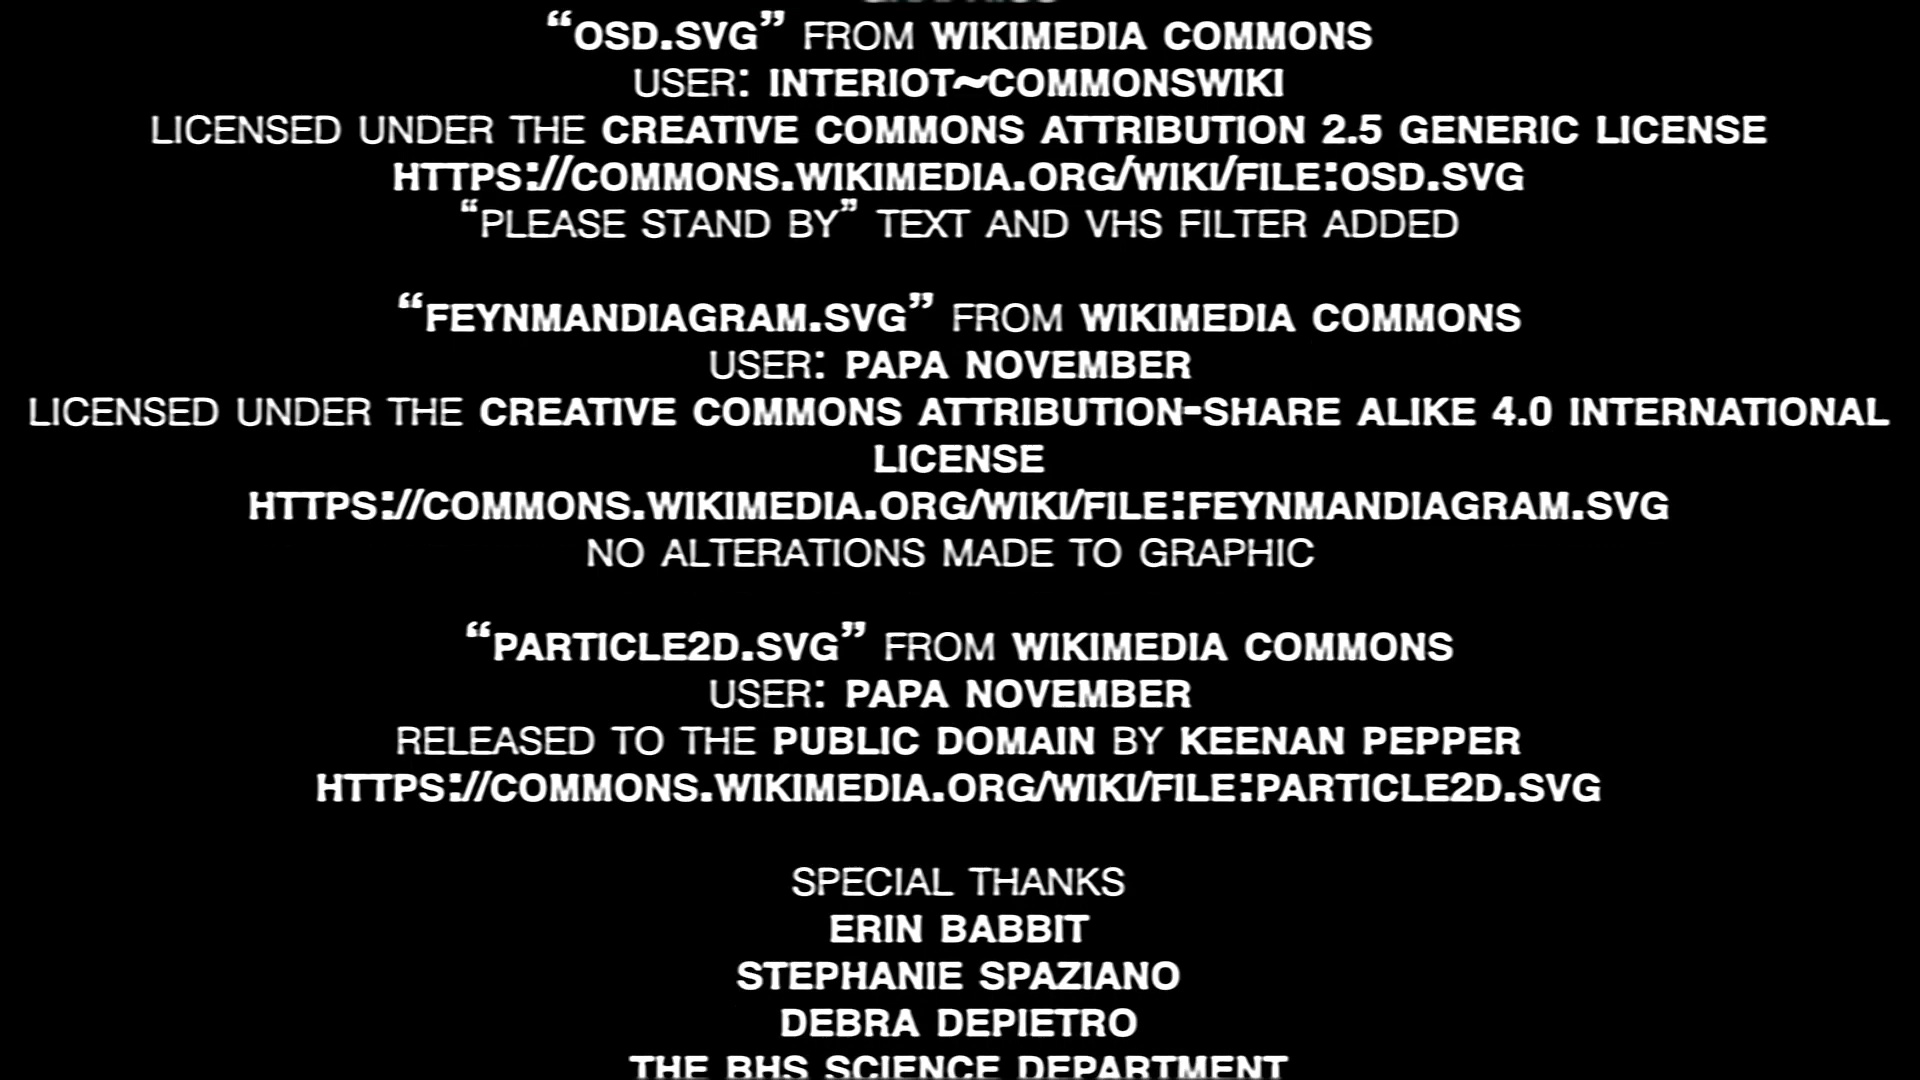 “OSD.SVG” FROM WIKIMEDIA COMMONS
USER: INTERIOT~COMMONSWIKI
LICENSED UNDER THE CREATIVE COMMONS ATTRIBUTION 2.5 GENERIC LICENSE
HTTPS://COMMONS.WIKIMEDIA.ORG/WIKI/FILE:OSD.SVG
“PLEASE STAND BY” TEXT AND VHS FILTER ADDED
“FEYNMANDIAGRAM.SVG” FROM WIKIMEDIA COMMONS
USER: PAPA NOVEMBER
LICENSED UNDER THE CREATIVE COMMONS ATTRIBUTION-SHARE ALIKE 4.0 INTERNATIONAL
LICENSE
HTTPS://COMMONS.WIKIMEDIA.ORG/WIKI/FILE:FEYNMANDIAGRAM.SVG
NO ALTERATIONS MADE TO GRAPHIC
“PARTICLE2D.SVG” FROM WIKIMEDIA COMMONS
USER: PAPA NOVEMBER
RELEASED TO THE PUBLIC DOMAIN BY KEENAN PEPPER
HTTPS://COMMONS.WIKIMEDIA.ORG/WIKI/FILE:PARTICLE2D.SVG
SPECIAL THANKS
ERIN BABBIT
STEPHANIE SPAZIANO
DEBRA DEPIETRO
THE BHS SCIENCE DEPARTMENT